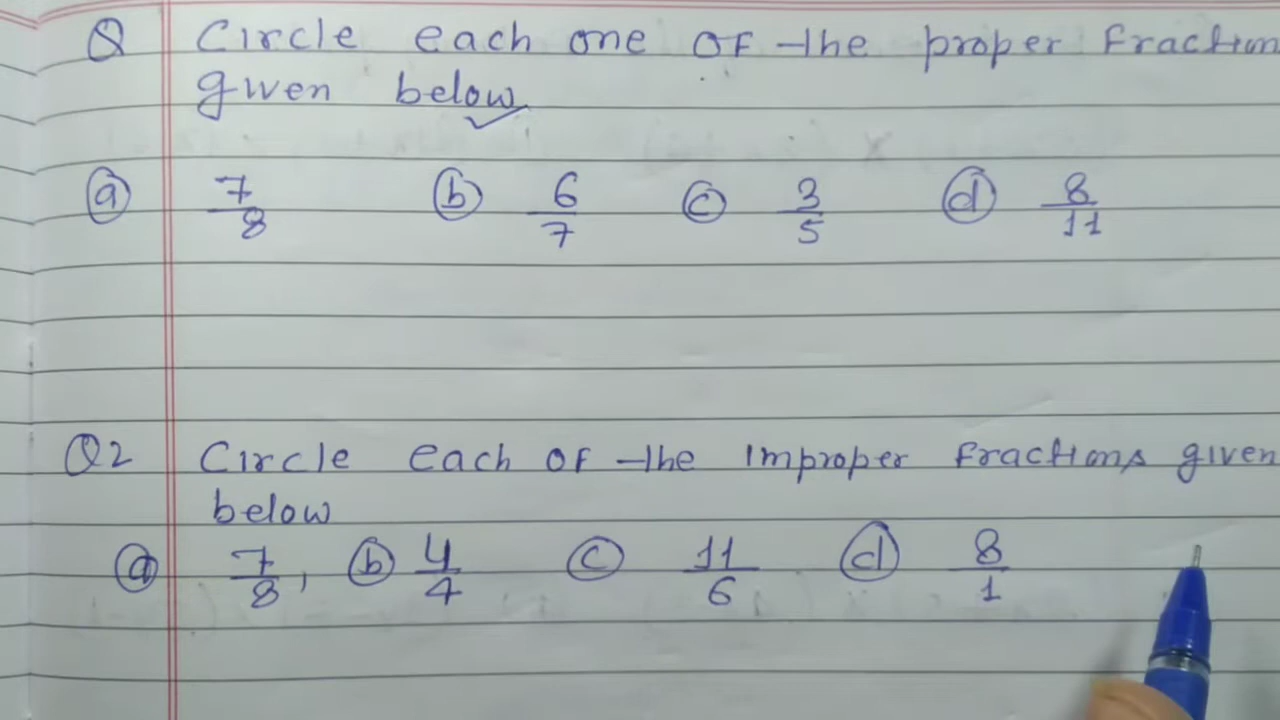 Q Circle each one of the proper fraction
given below
(a) 7/8 (b) 6/7 (c) 3/5 (d) 8/11
Q2 Circle each of the improper fractions given
below
(a) 7/8, (b) 4/4 (c) 11/6 (d) 8/1